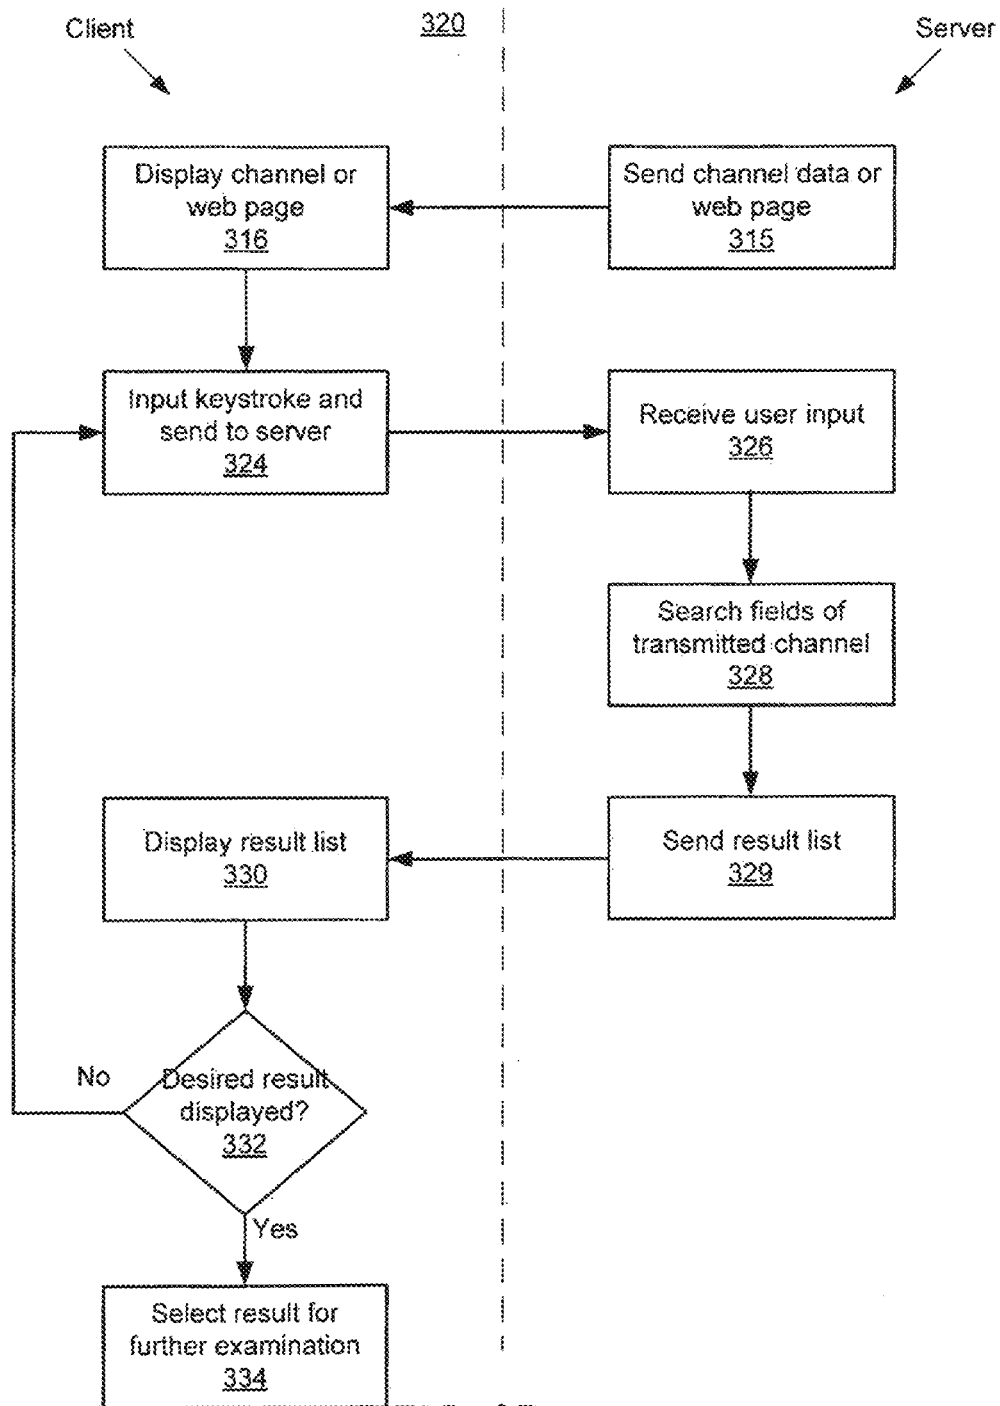 Client
320
Server
Display channel or
web page
316
Send channel data or
web page
315
Input keystroke and
send to server
324
Receive user input
326
Search fields of
transmitted channel
328
Display result list
330
Send result list
329
No
Desired result
displayed?
332
Yes
Select result for
further examination
334